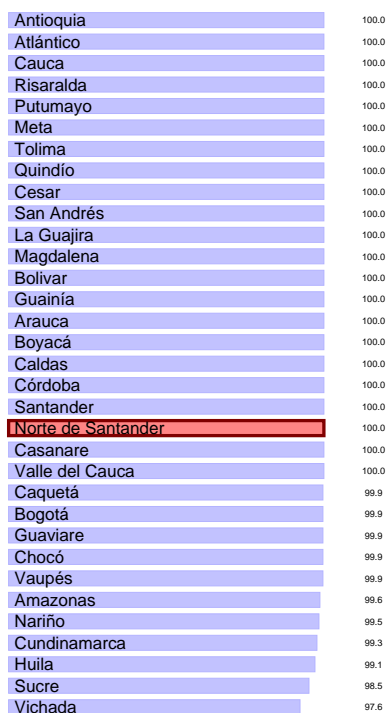 Antioquia 100.0
Atlántico 100.0
Cauca 100.0
Risaralda 100.0
Putumayo 100.0
Meta 100.0
Tolima 100.0
Quindío 100.0
Cesar 100.0
San Andrés 100.0
La Guajira 100.0
Magdalena 100.0
Bolivar 100.0
Guainía 100.0
Arauca 100.0
Boyacá 100.0
Caldas 100.0
Córdoba 100.0
Santander 100.0
Norte de Santander 100.0
Casanare 100.0
Valle del Cauca 100.0
Caquetá 99.9
Bogotá 99.9
Guaviare 99.9
Chocó 99.9
Vaupés 99.9
Amazonas 99.6
Nariño 99.5
Cundinamarca 99.3
Huila 99.1
Sucre 98.5
Vichada 97.6